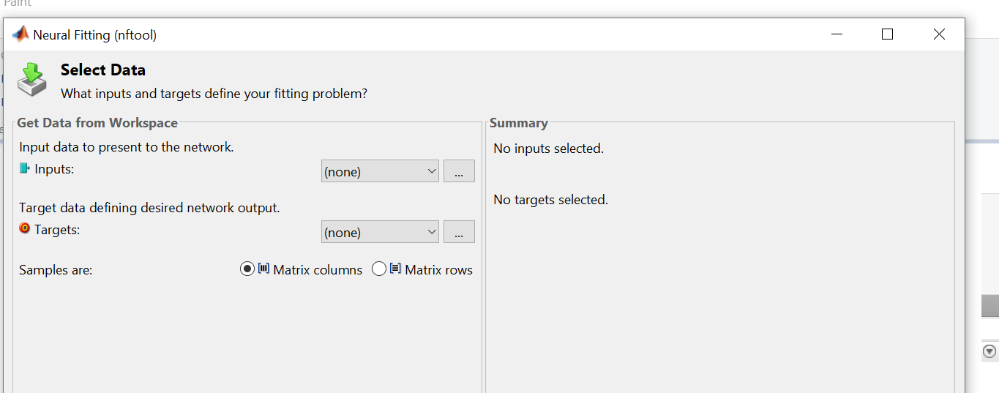 Paint
Neural Fitting (nftool)
Select Data
What inputs and targets define your fitting problem?
Get Data from Workspace
Input data to present to the network.
Inputs: (none) ...
Target data defining desired network output.
Targets: (none) ...
Samples are: Matrix columns Matrix rows
Summary
No inputs selected.
No targets selected.